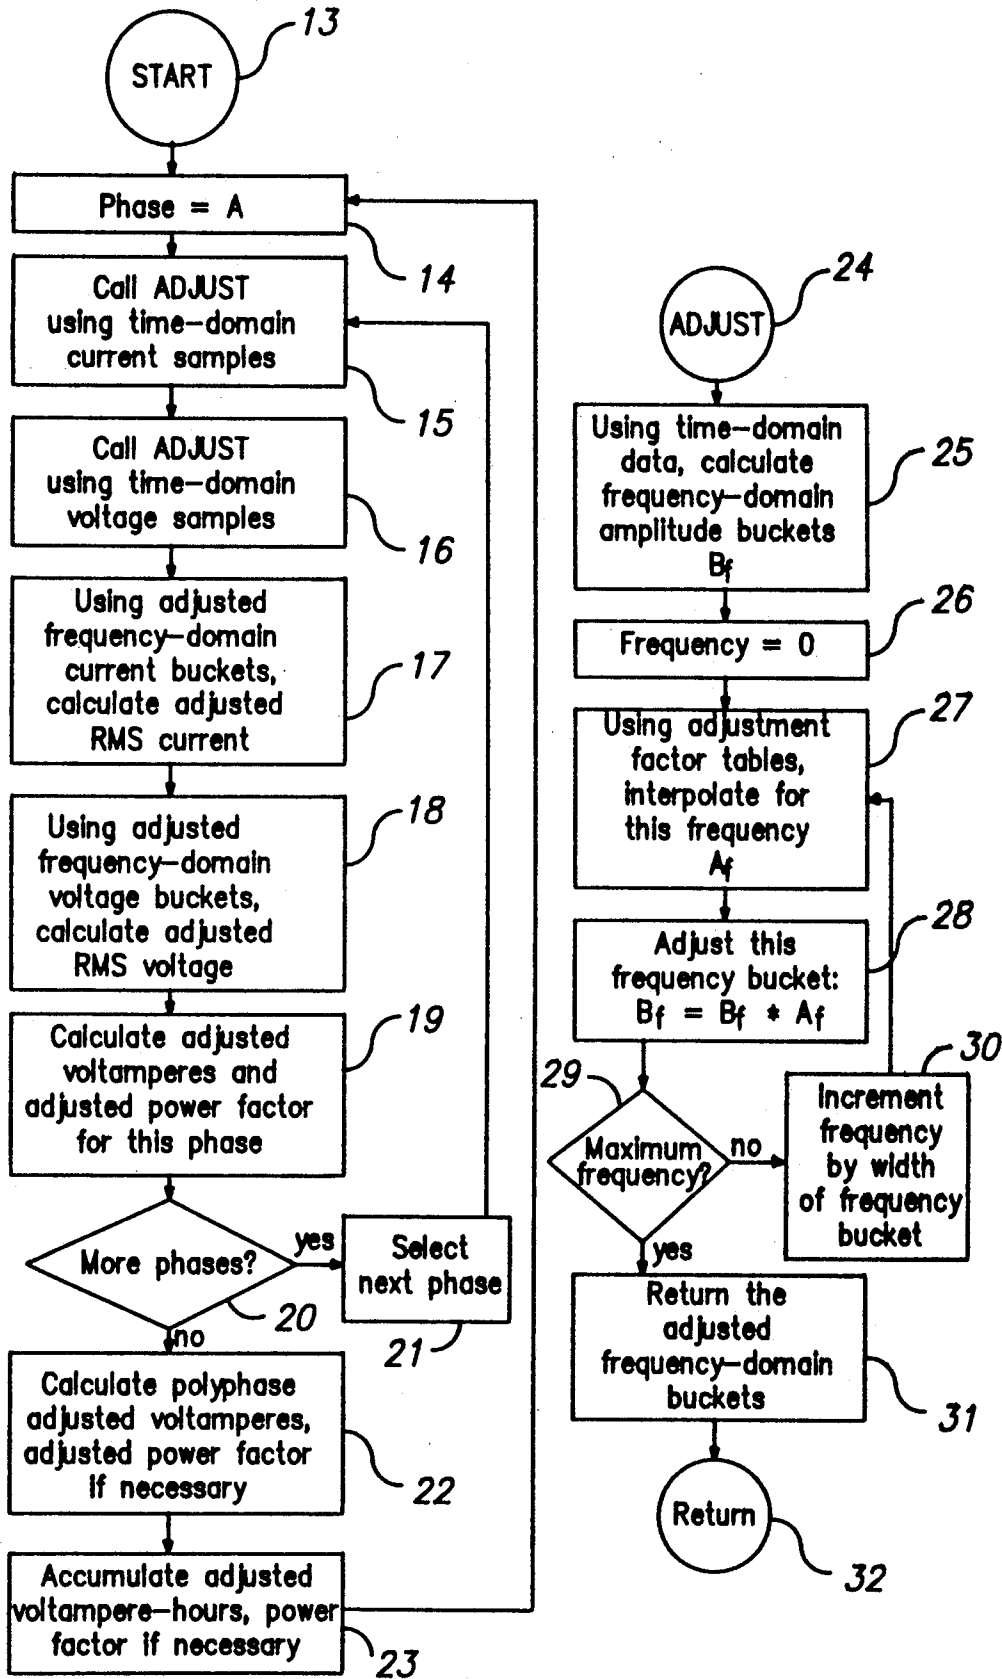 START
13
Phase = A
14
Call ADJUST
using time-domain
current samples
15
Call ADJUST
using time-domain
voltage samples
16
Using adjusted
frequency-domain
current buckets,
calculate adjusted
RMS current
17
Using adjusted
frequency-domain
voltage buckets,
calculate adjusted
RMS voltage
18
Calculate adjusted
voltamperes and
adjusted power factor
for this phase
19
More phases?
20
yes
no
Select
next phase
21
Calculate polyphase
adjusted voltamperes,
adjusted power factor
if necessary
22
Accumulate adjusted
voltampere-hours, power
factor if necessary
23
ADJUST
24
Using time-domain
data, calculate
frequency-domain
amplitude buckets
Bf
25
Frequency = 0
26
Using adjustment
factor tables,
interpolate for
this frequency
Af
27
Adjust this
frequency bucket:
Bf = Bf * Af
28
29
Maximum
frequency?
no
yes
30
Increment
frequency
by width
of frequency
bucket
Return the
adjusted
frequency-domain
buckets
31
Return
32